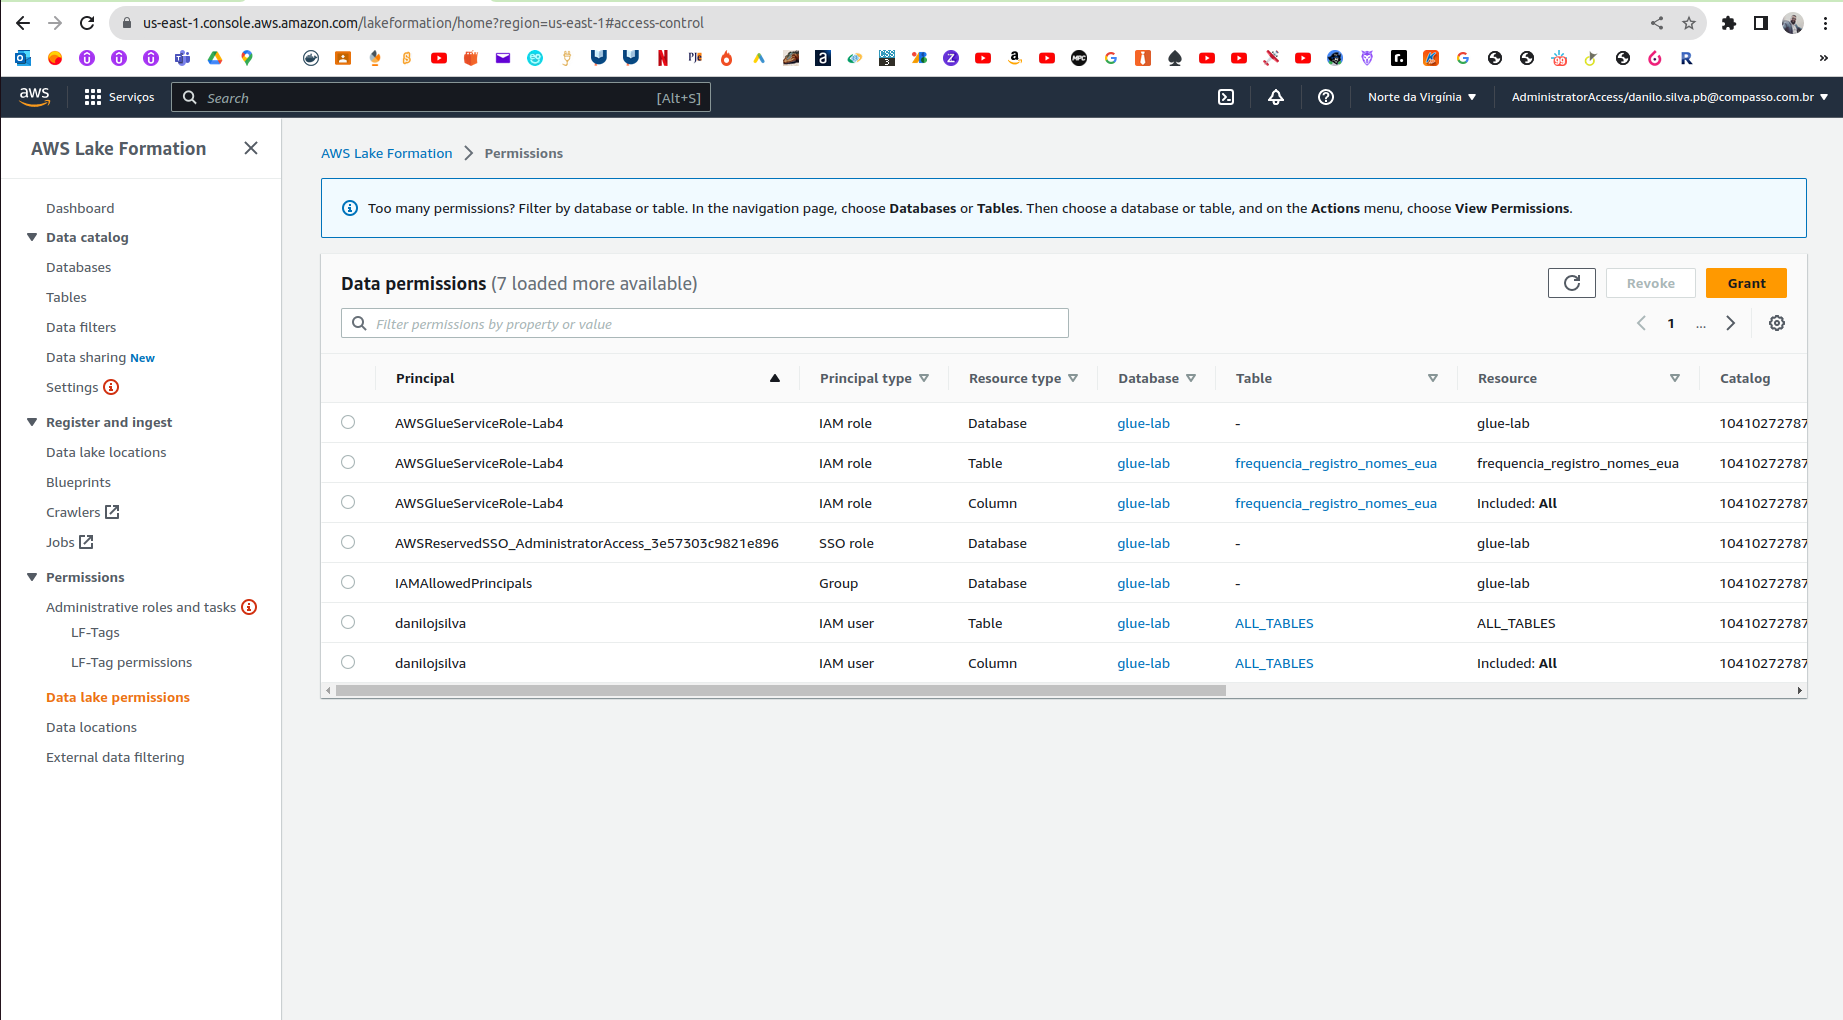 us-east-1.console.aws.amazon.com/lakeformation/home?region=us-east-1#access-control
aws
Serviços
Search
[Alt+S]
Norte da Virgínia
AdministratorAccess/danilo.silva.pb@compasso.com.br
AWS Lake Formation
Dashboard
Data catalog
Databases
Tables
Data filters
Data sharing New
Settings
Register and ingest
Data lake locations
Blueprints
Crawlers
Jobs
Permissions
Administrative roles and tasks
LF-Tags
LF-Tag permissions
Data lake permissions
Data locations
External data filtering
AWS Lake Formation > Permissions
Too many permissions? Filter by database or table. In the navigation page, choose Databases or Tables. Then choose a database or table, and on the Actions menu, choose View Permissions.
Data permissions (7 loaded more available)
Revoke
Grant
Filter permissions by property or value
1 ...
Principal Principal type Resource type Database Table Resource Catalog
AWSGlueServiceRole-Lab4 IAM role Database glue-lab - glue-lab 10410272787
AWSGlueServiceRole-Lab4 IAM role Table glue-lab frequencia_registro_nomes_eua frequencia_registro_nomes_eua 10410272787
AWSGlueServiceRole-Lab4 IAM role Column glue-lab frequencia_registro_nomes_eua Included: All 10410272787
AWSReservedSSO_AdministratorAccess_3e57303c9821e896 SSO role Database glue-lab - glue-lab 10410272787
IAMAllowedPrincipals Group Database glue-lab - glue-lab 10410272787
danilojsilva IAM user Table glue-lab ALL_TABLES ALL_TABLES 10410272787
danilojsilva IAM user Column glue-lab ALL_TABLES Included: All 10410272787